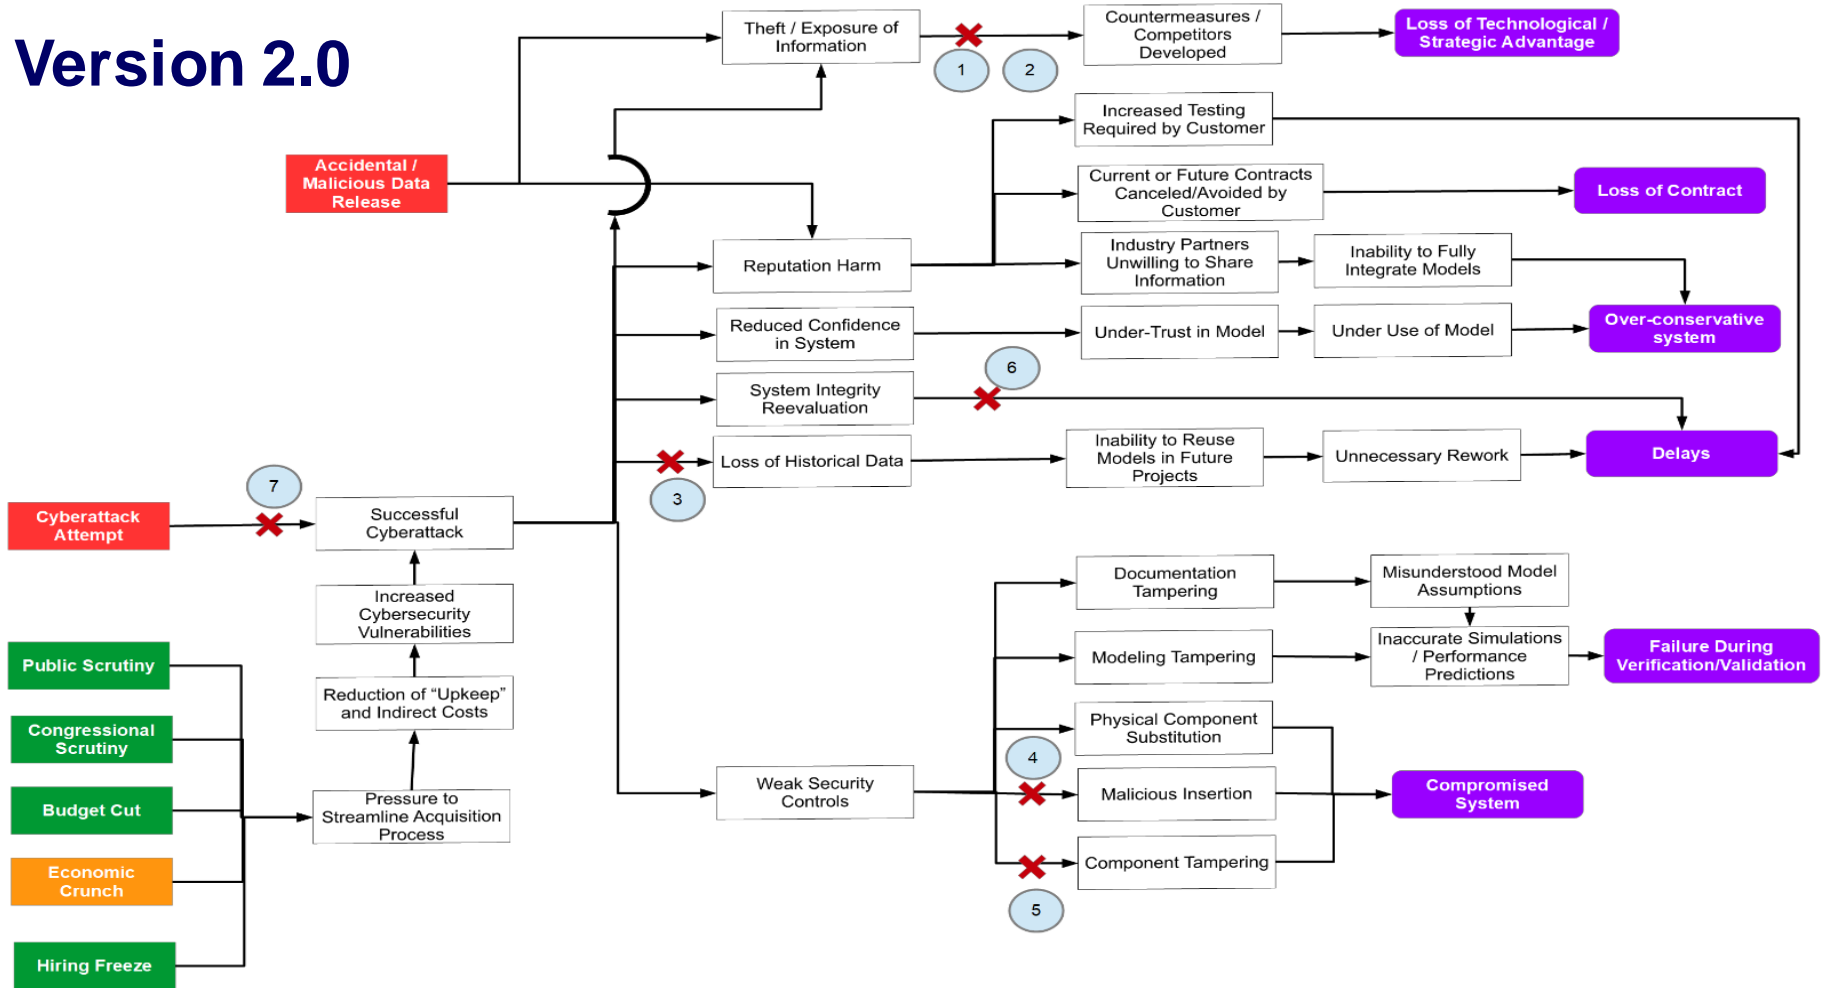 Version 2.0
Theft / Exposure of
Information
Countermeasures /
Competitors
Developed
Loss of Technological /
Strategic Advantage
1
2
Increased Testing
Required by Customer
Accidental /
Malicious Data
Release
Current or Future Contracts
Canceled/Avoided by
Customer
Loss of Contract
Reputation Harm
Industry Partners
Unwilling to Share
Information
Inability to Fully
Integrate Models
Reduced Confidence
in System
Under-Trust in Model
Under Use of Model
Over-conservative
system
6
System Integrity
Reevaluation
Loss of Historical Data
Inability to Reuse
Models in Future
Projects
Unnecessary Rework
Delays
3
7
Cyberattack
Attempt
Successful
Cyberattack
Increased
Cybersecurity
Vulnerabilities
Documentation
Tampering
Misunderstood Model
Assumptions
Public Scrutiny
Modeling Tampering
Inaccurate Simulations
/ Performance
Predictions
Failure During
Verification/Validation
Reduction of “Upkeep”
and Indirect Costs
Congressional
Scrutiny
Physical Component
Substitution
4
Budget Cut
Pressure to
Streamline Acquisition
Process
Weak Security
Controls
Malicious Insertion
Compromised
System
Economic
Crunch
Component Tampering
5
Hiring Freeze